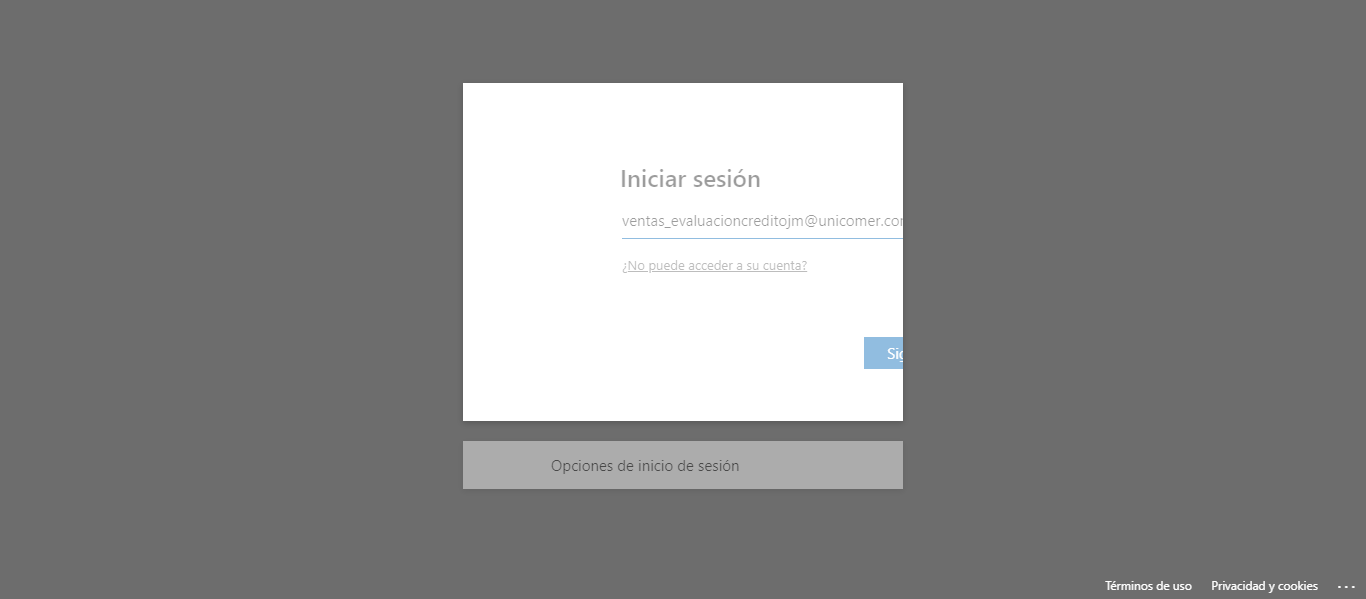 Iniciar sesión
ventas_evaluacioncreditojm@unicomer.cor
¿No puede acceder a su cuenta?
Sig
Opciones de inicio de sesión
Términos de uso Privacidad y cookies ...